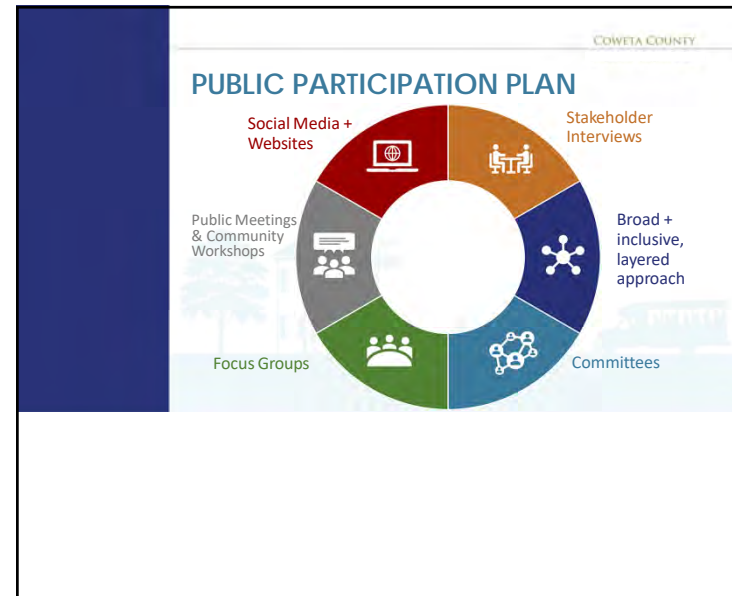 COWETA COUNTY
PUBLIC PARTICIPATION PLAN
Social Media +
Websites
Stakeholder
Interviews
Public Meetings
& Community
Workshops
Broad +
inclusive,
layered
approach
Focus Groups
Committees